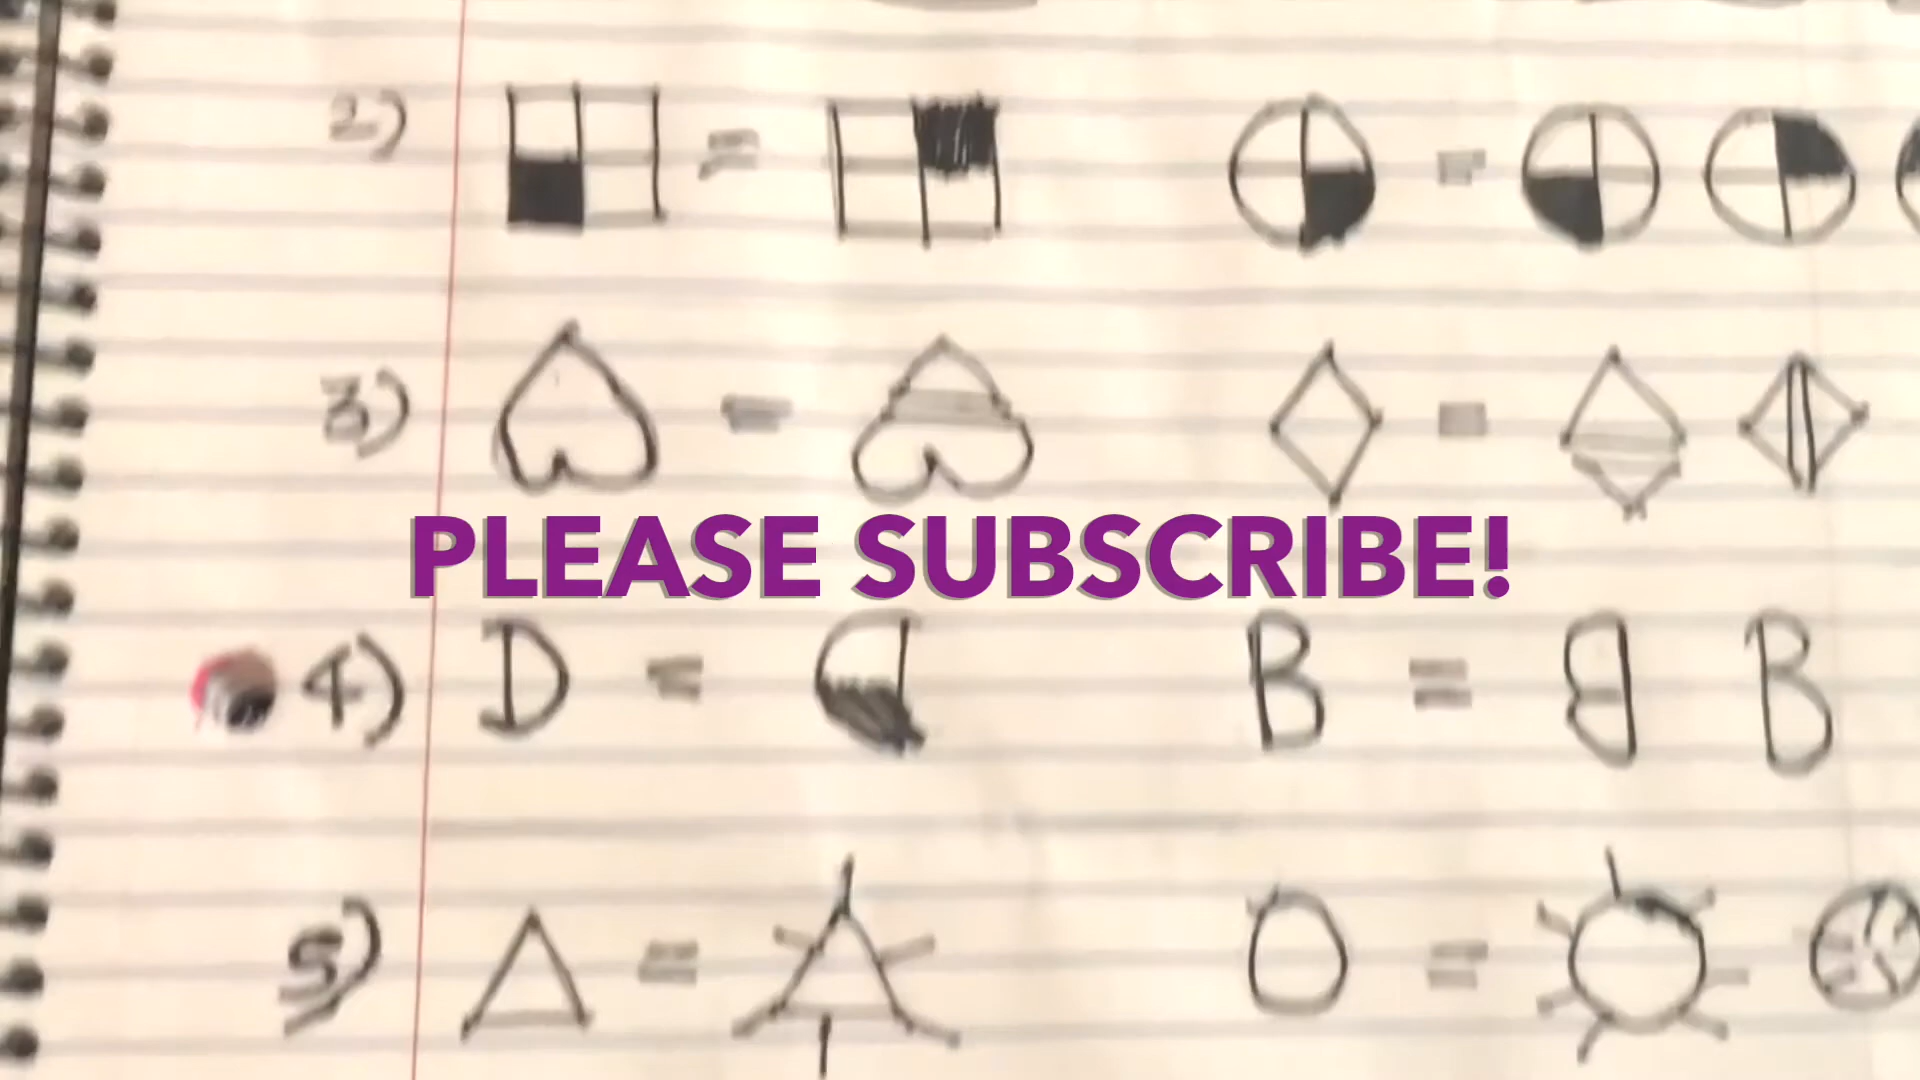 2) = =
3) = =
PLEASE SUBSCRIBE!
4) D = B = B
5) = =